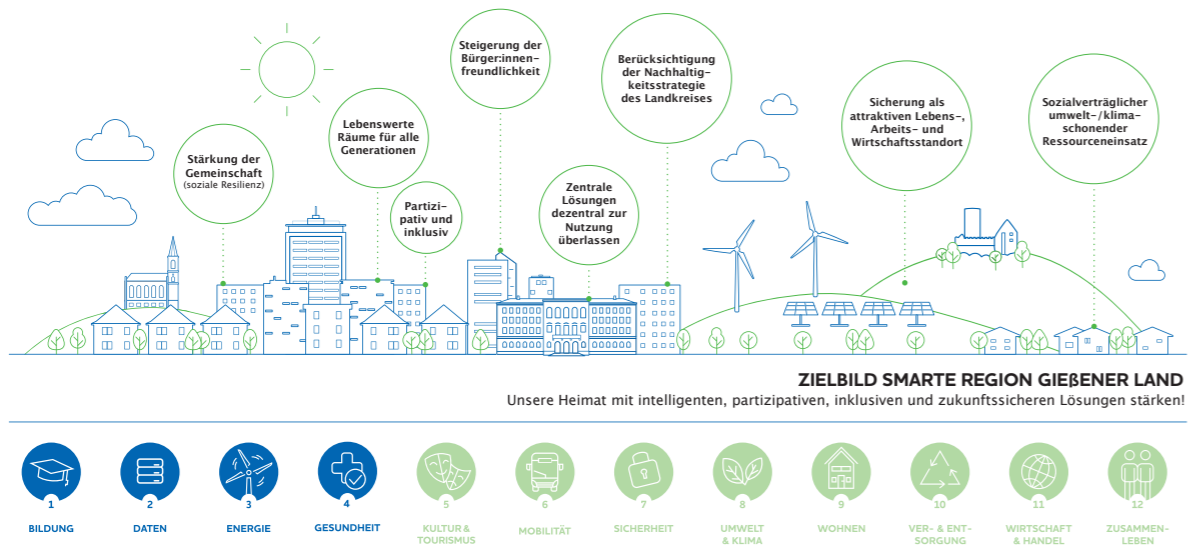 Steigerung der
Bürger:innen-
freundlichkeit
Berücksichtigung
der Nachhaltig-
keitsstrategie
des Landkreises
Lebenswerte
Räume für alle
Generationen
Sicherung als
attraktiven Lebens-,
Arbeits- und
Wirtschaftsstandort
Sozialverträglicher
umwelt-/klima-
schonender
Ressourceneinsatz
Stärkung der
Gemeinschaft
(soziale Resilienz)
Partizi-
pativ und
inklusiv
Zentrale
Lösungen
dezentral zur
Nutzung
überlassen
ZIELBILD SMARTE REGION GIEßENER LAND
Unsere Heimat mit intelligenten, partizipativen, inklusiven und zukunftssicheren Lösungen stärken!
1
BILDUNG
2
DATEN
3
ENERGIE
4
GESUNDHEIT
5
KULTUR &
TOURISMUS
6
MOBILITÄT
7
SICHERHEIT
8
UMWELT
& KLIMA
9
WOHNEN
10
VER- & ENT-
SORGUNG
11
WIRTSCHAFT
& HANDEL
12
ZUSAMMEN-
LEBEN